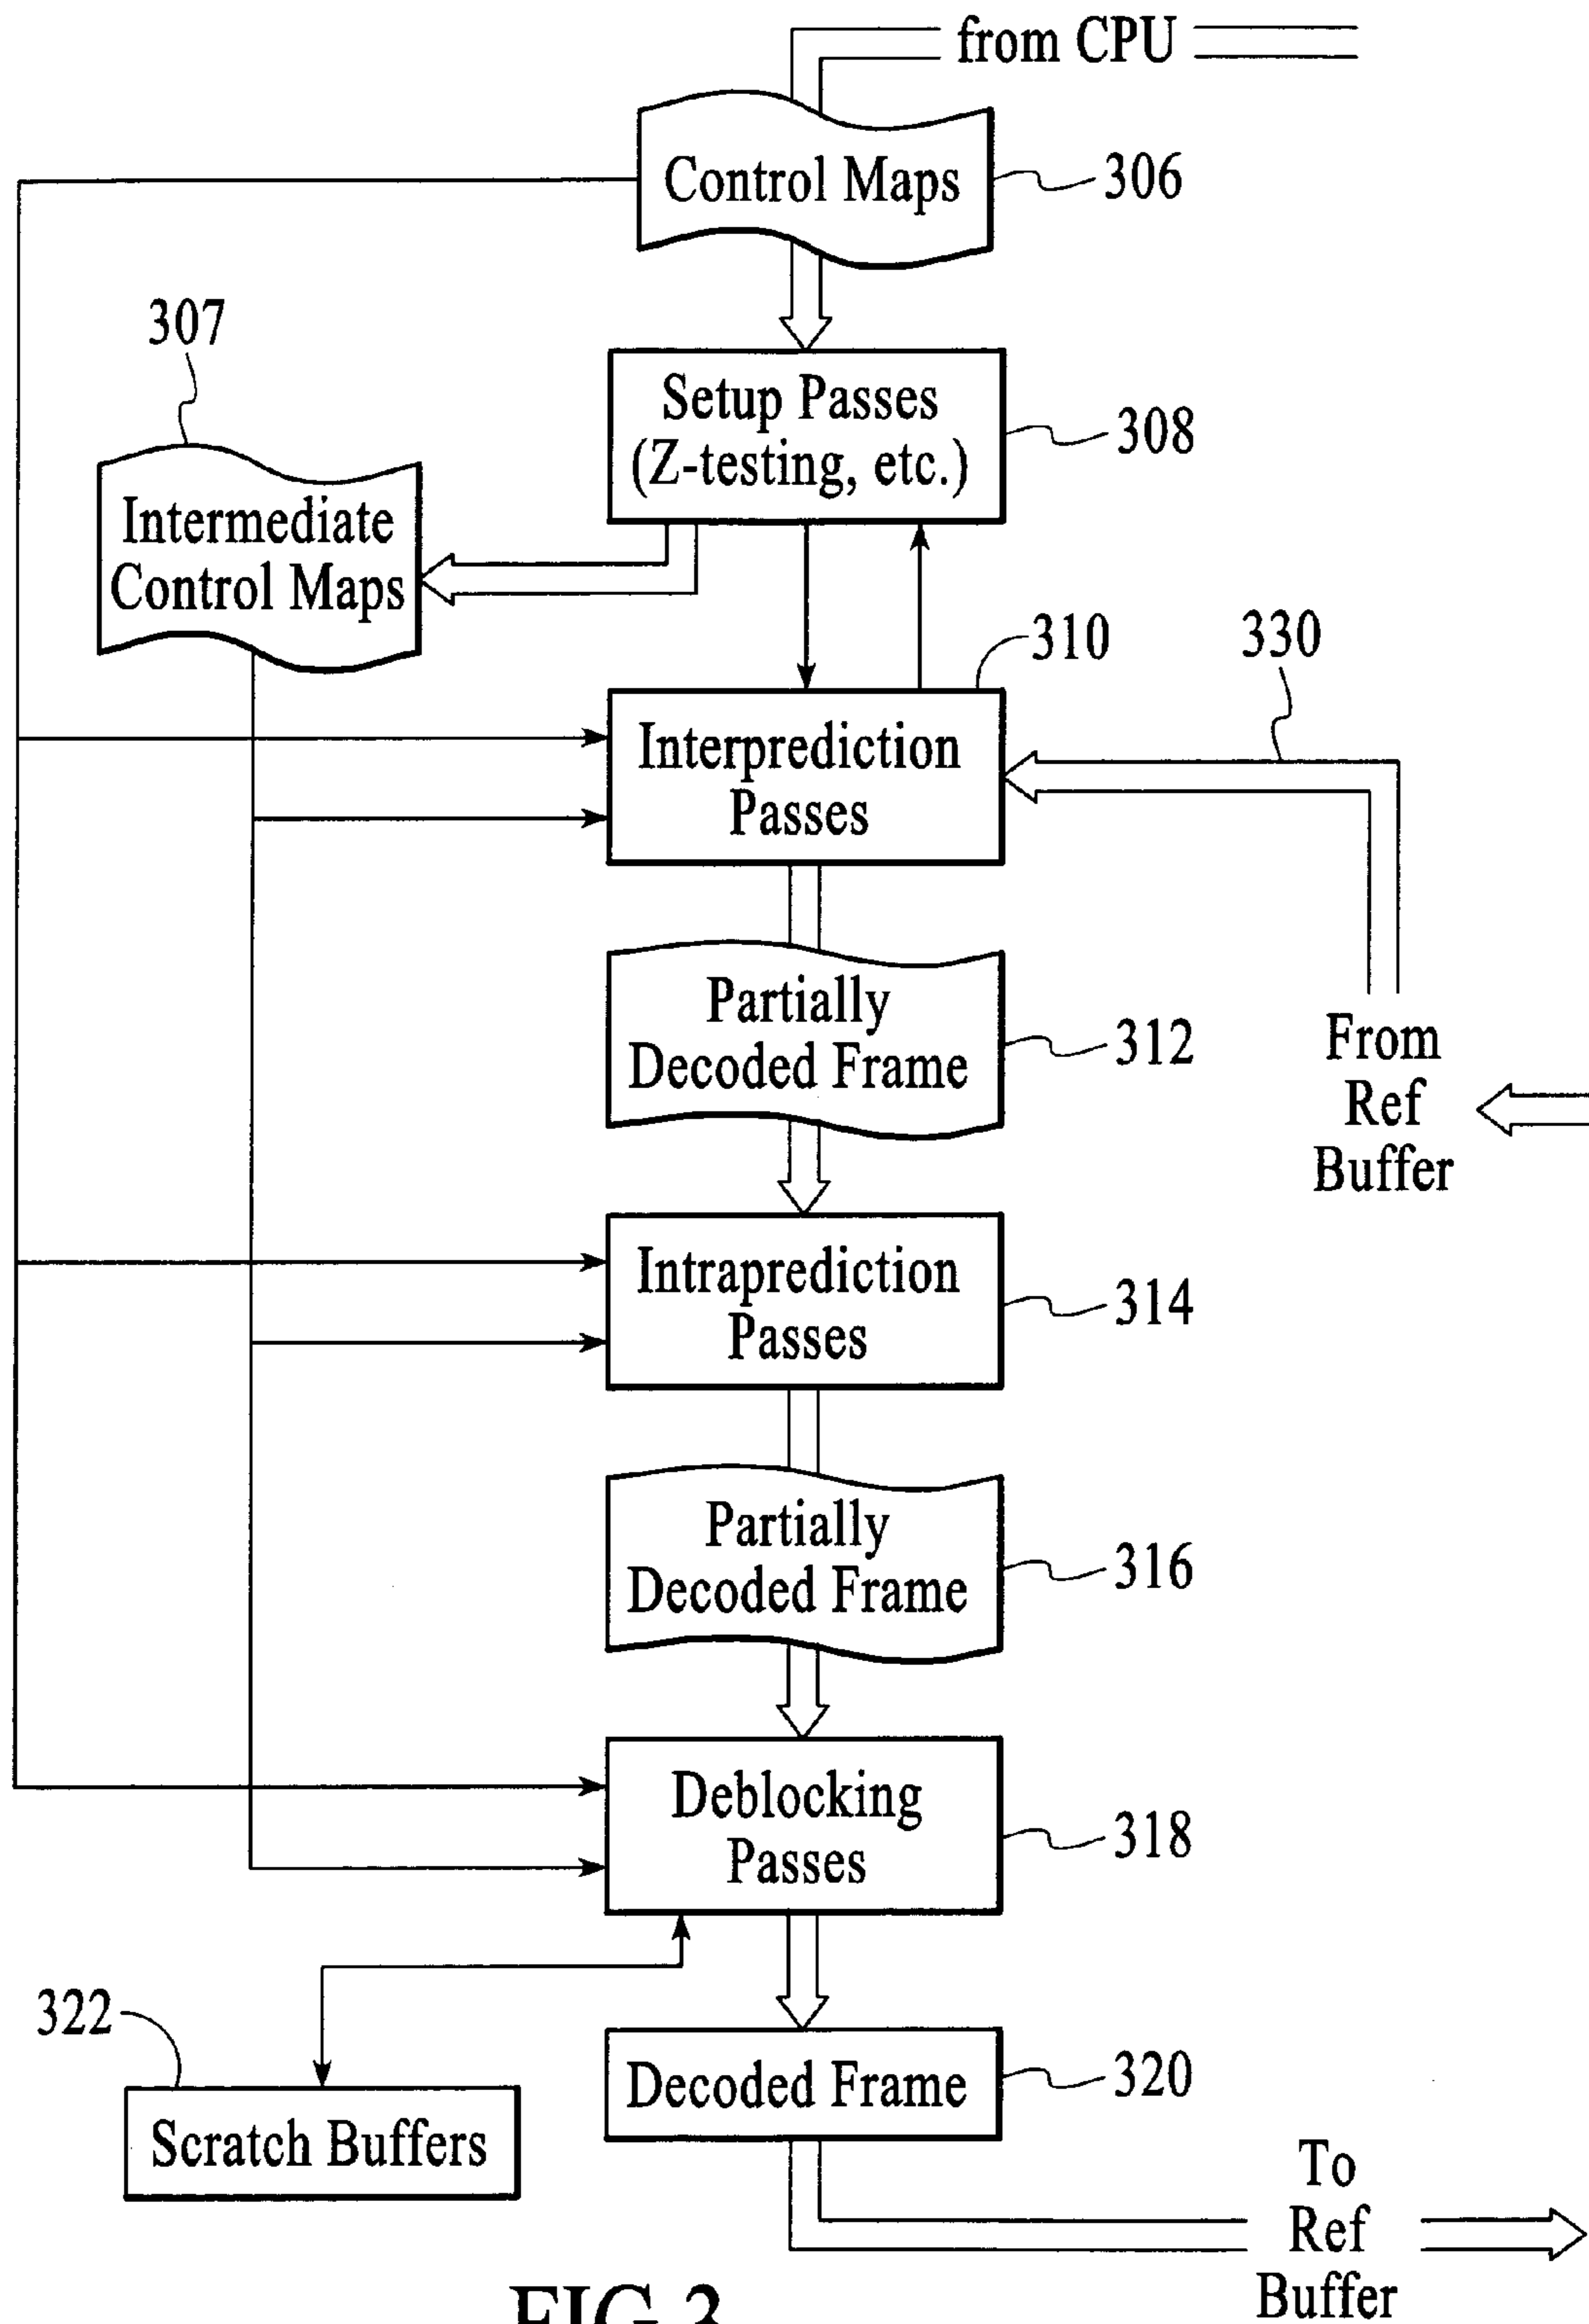 from CPU
Control Maps
306
307
Setup Passes
(Z-testing, etc.)
308
Intermediate
Control Maps
310
330
Interprediction
Passes
Partially
Decoded Frame
312
From
Ref
Buffer
Intraprediction
Passes
314
Partially
Decoded Frame
316
Deblocking
Passes
318
322
Scratch Buffers
Decoded Frame
320
To
Ref
Buffer
FIG.3